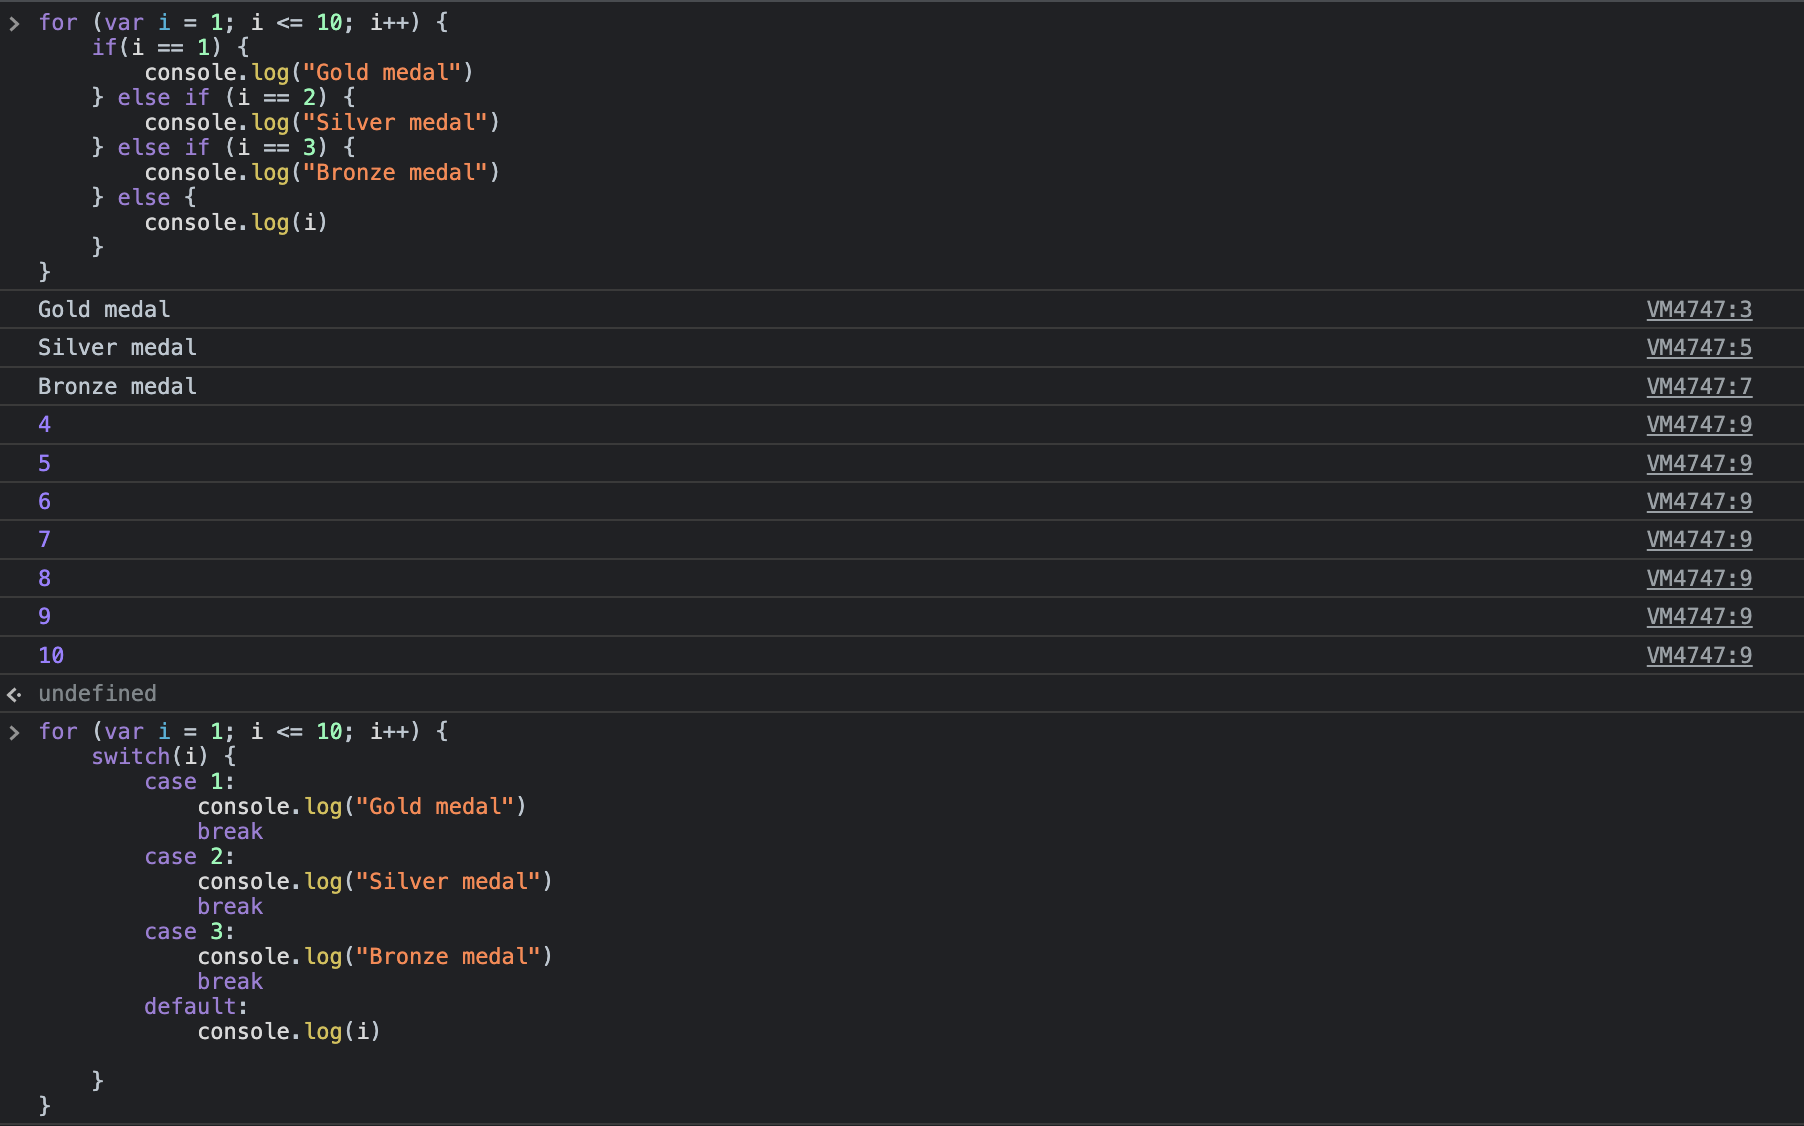 for (var i = 1; i <= 10; i++) {
    if(i == 1) {
        console.log("Gold medal")
    } else if (i == 2) {
        console.log("Silver medal")
    } else if (i == 3) {
        console.log("Bronze medal")
    } else {
        console.log(i)
    }
}
Gold medal VM4747:3
Silver medal VM4747:5
Bronze medal VM4747:7
4 VM4747:9
5 VM4747:9
6 VM4747:9
7 VM4747:9
8 VM4747:9
9 VM4747:9
10 VM4747:9
undefined
for (var i = 1; i <= 10; i++) {
    switch(i) {
        case 1:
            console.log("Gold medal")
            break
        case 2:
            console.log("Silver medal")
            break
        case 3:
            console.log("Bronze medal")
            break
        default:
            console.log(i)
    }
}